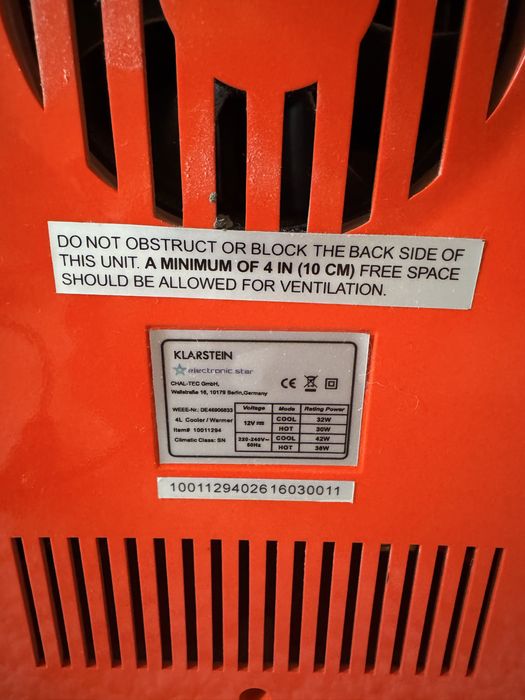 DO NOT OBSTRUCT OR BLOCK THE BACK SIDE OF
THIS UNIT. A MINIMUM OF 4 IN (10 CM) FREE SPACE
SHOULD BE ALLOWED FOR VENTILATION.
KLARSTEIN
electronic.star
CHAL-TEC GmbH,
Wallstraße 16, 10179 Berlin,Germany
CE
WEEE-Nr.: DE46906833
4L Cooler / Warmer
Item# 10011294
Climatic Class: SN
Voltage Mode Rating Power
12V COOL 32W
HOT 30W
220-240V~ 50Hz COOL 42W
HOT 36W
1001129402616030011